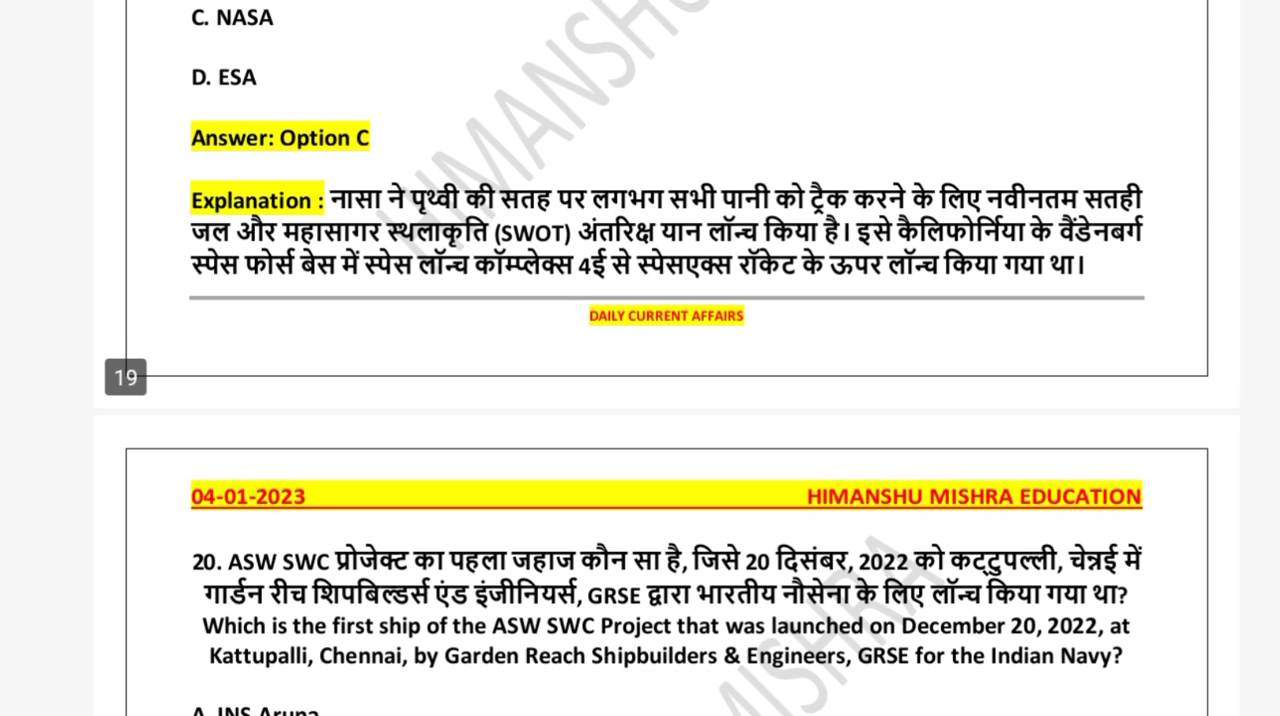 C. NASA
D. ESA
Answer: Option C
Explanation : नासा ने पृथ्वी की सतह पर लगभग सभी पानी को ट्रैक करने के लिए नवीनतम सतही
जल और महासागर स्थलाकृति (SWOT) अंतरिक्ष यान लॉन्च किया है। इसे कैलिफोर्निया के वैंडेनबर्ग
स्पेस फोर्स बेस में स्पेस लॉन्च कॉम्प्लेक्स 4ई से स्पेसएक्स रॉकेट के ऊपर लॉन्च किया गया था।
DAILY CURRENT AFFAIRS
19
04-01-2023 HIMANSHU MISHRA EDUCATION
20. ASW SWC प्रोजेक्ट का पहला जहाज कौन सा है, जिसे 20 दिसंबर, 2022 को कट्टुपल्ली, चेन्नई में
गार्डन रीच शिपबिल्डर्स एंड इंजीनियर्स, GRSE द्वारा भारतीय नौसेना के लिए लॉन्च किया गया था?
Which is the first ship of the ASW SWC Project that was launched on December 20, 2022, at
Kattupalli, Chennai, by Garden Reach Shipbuilders & Engineers, GRSE for the Indian Navy?
A. INS Aruna